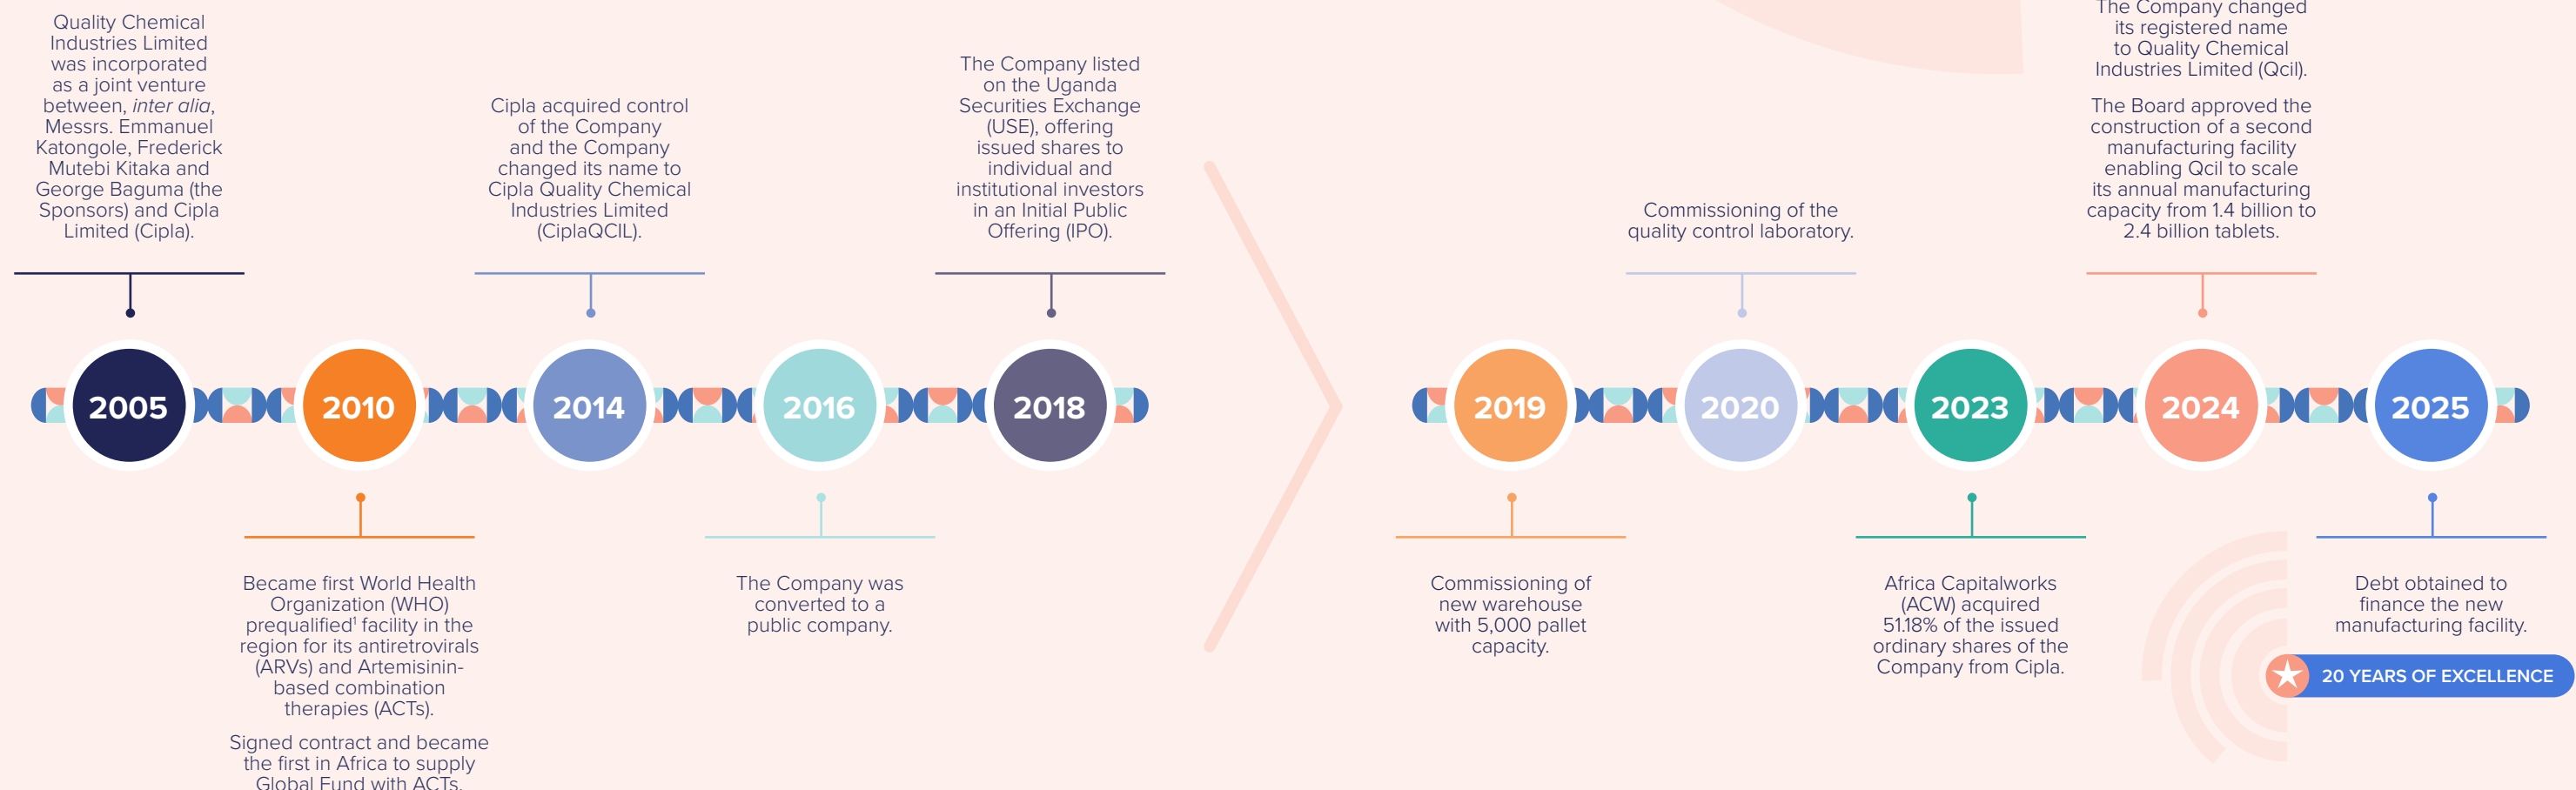 Quality Chemical
Industries Limited
was incorporated
as a joint venture
between, inter alia,
Messrs. Emmanuel
Katongole, Frederick
Mutebi Kitaka and
George Baguma (the
Sponsors) and Cipla
Limited (Cipla).
2005
2010
Became first World Health
Organization (WHO)
prequalified¹ facility in the
region for its antiretrovirals
(ARVs) and Artemisinin-
based combination
therapies (ACTs).
Signed contract and became
the first in Africa to supply
Global Fund with ACTs.
Cipla acquired control
of the Company
and the Company
changed its name to
Cipla Quality Chemical
Industries Limited
(CiplaQCIL).
2014
2016
The Company was
converted to a
public company.
The Company listed
on the Uganda
Securities Exchange
(USE), offering
issued shares to
individual and
institutional investors
in an Initial Public
Offering (IPO).
2018
2019
Commissioning of
new warehouse
with 5,000 pallet
capacity.
Commissioning of the
quality control laboratory.
2020
2023
Africa Capitalworks
(ACW) acquired
51.18% of the issued
ordinary shares of the
Company from Cipla.
The Company changed
its registered name
to Quality Chemical
Industries Limited (Qcil).
The Board approved the
construction of a second
manufacturing facility
enabling Qcil to scale
its annual manufacturing
capacity from 1.4 billion to
2.4 billion tablets.
2024
2025
Debt obtained to
finance the new
manufacturing facility.
20 YEARS OF EXCELLENCE